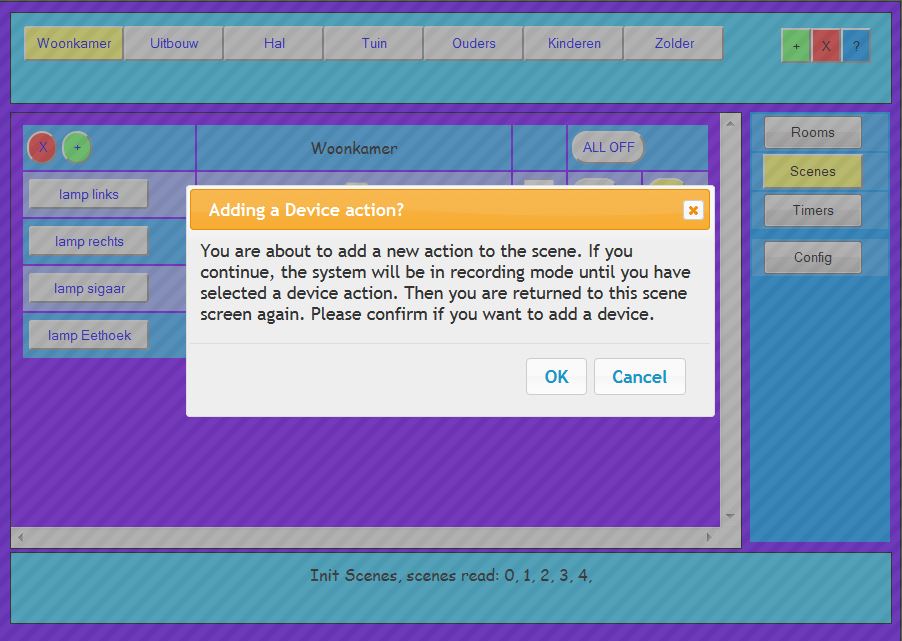 Woonkamer Uitbouw Hal Tuin Ouders Kinderen Zolder + X ?
X + Woonkamer ALL OFF
Rooms
Scenes
Timers
Config
lamp links
lamp rechts
lamp sigaar
lamp Eethoek
Adding a Device action?
You are about to add a new action to the scene. If you
continue, the system will be in recording mode until you have
selected a device action. Then you are returned to this scene
screen again. Please confirm if you want to add a device.
OK Cancel
Init Scenes, scenes read: 0, 1, 2, 3, 4,